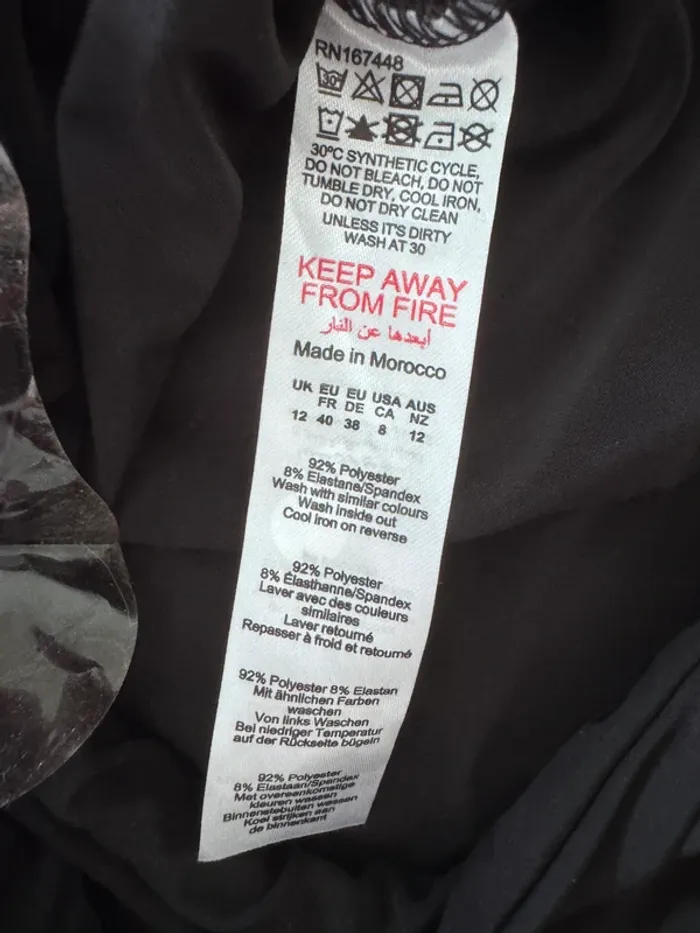 RN167448
30°
30°C SYNTHETIC CYCLE,
DO NOT BLEACH, DO NOT
TUMBLE DRY, COOL IRON,
DO NOT DRY CLEAN
UNLESS IT'S DIRTY
WASH AT 30
KEEP AWAY
FROM FIRE
أبعدها عن النار
Made in Morocco
UK EU EU USA AUS
FR DE CA NZ
12 40 38 8 12
92% Polyester
8% Elastane/Spandex
Wash with similar colours
Wash inside out
Cool iron on reverse
92% Polyester
8% Élasthanne/Spandex
Laver avec des couleurs
similaires
Laver retourné
Repasser à froid et retourné
92% Polyester 8% Elastan
Mit ähnlichen Farben
waschen
Von links Waschen
Bei niedriger Temperatur
auf der Rückseite bügeln
92% Polyester
8% Elastaan/Spandex
Met overeenkomstige
kleuren wassen
Binnenstebuiten wassen
Koel strijken aan
de binnenkant